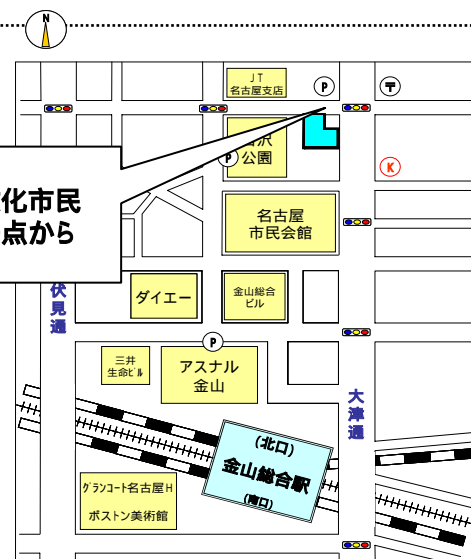 N
JT
名古屋支店
P
〒
沢
公園
P
K
化市民
点から
名古屋
市民会館
伏見通
ダイエー
金山総合
ビル
P
三井
生命ビル
アスナル
金山
大津通
(北口)
金山総合駅
(南口)
グランコート名古屋H
ボストン美術館